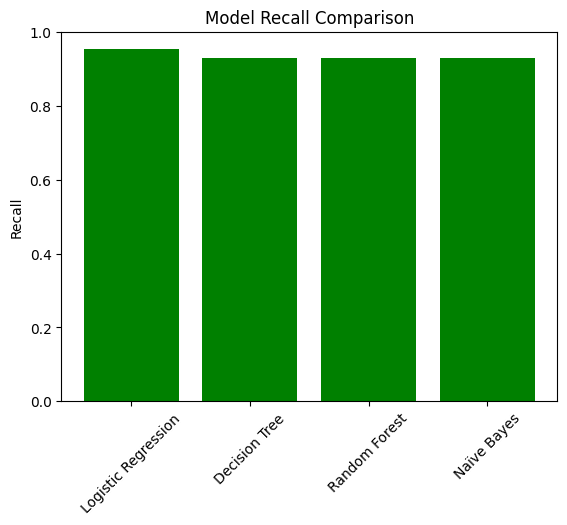 Model Recall Comparison
1.0
0.8
0.6
0.4
0.2
0.0
Recall
Logistic Regression
Decision Tree
Random Forest
Naïve Bayes